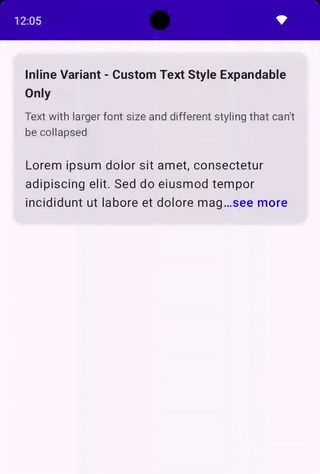 12:05
Inline Variant - Custom Text Style Expandable
Only
Text with larger font size and different styling that can't
be collapsed
Lorem ipsum dolor sit amet, consectetur
adipiscing elit. Sed do eiusmod tempor
incididunt ut labore et dolore mag…see more